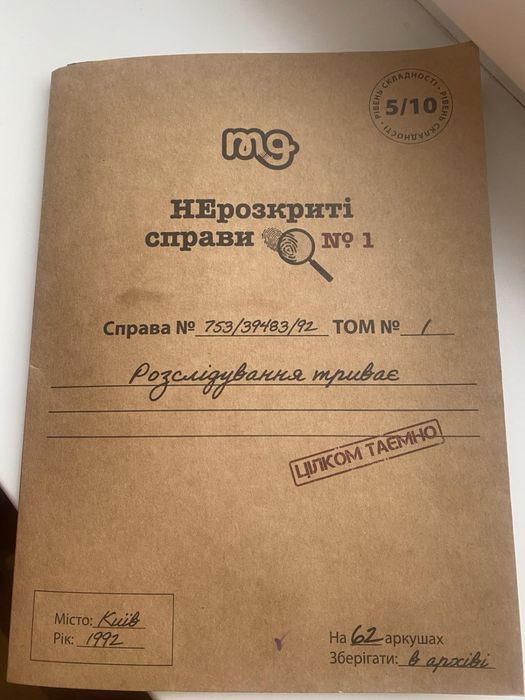 РІВЕНЬ СКЛАДНОСТІ • РІВЕНЬ СКЛАДНОСТІ •
5/10
mg
НЕрозкриті
справи № 1
Справа № 753/39483/92 ТОМ № 1
Розслідування триває
ЦІЛКОМ ТАЄМНО
Місто: Київ
Рік: 1992
На 62 аркушах
Зберігати: в архіві